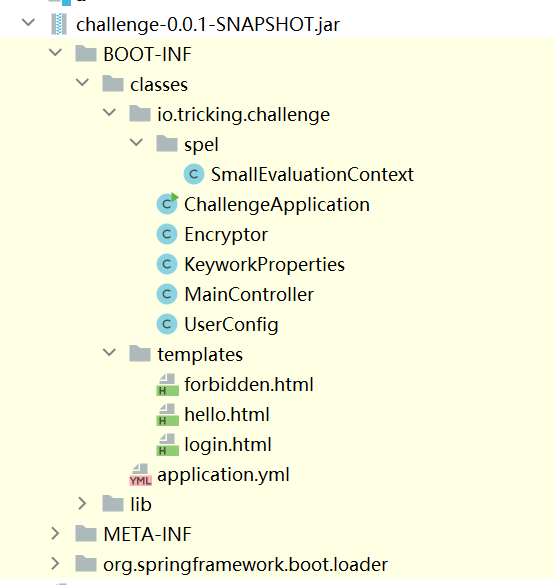 challenge-0.0.1-SNAPSHOT.jar
BOOT-INF
classes
io.tricking.challenge
spel
C SmallEvaluationContext
C ChallengeApplication
C Encryptor
C KeyworkProperties
C MainController
C UserConfig
templates
H forbidden.html
H hello.html
H login.html
YML application.yml
lib
META-INF
org.springframework.boot.loader